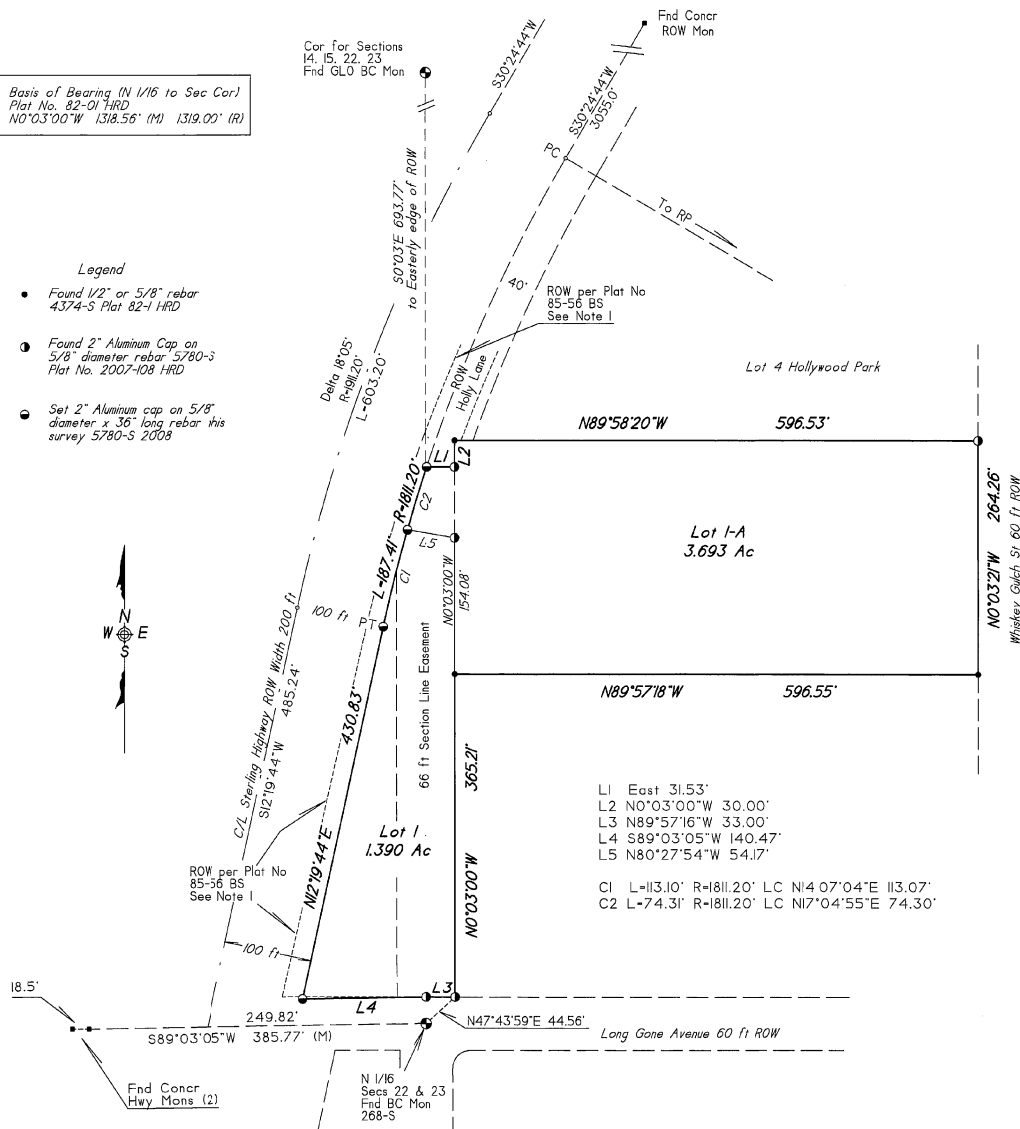 Fnd Concr
ROW Mon
Cor for Sections
14, 15, 22, 23
Fnd GLO BC Mon
S30°24'44"W
S30°24'44"W
3055.0'
Basis of Bearing (N 1/16 to Sec Cor)
Plat No. 82-01 HRD
N0°03'00"W 1318.56' (M) 1319.00' (R)
PC
To RP
S0°03'E 693.77'
to Easterly edge of ROW
40'
Legend
Found 1/2" or 5/8" rebar
4374-S Plat 82-1 HRD
Found 2" Aluminum Cap on
5/8" diameter rebar 5780-S
Plat No. 2007-108 HRD
Set 2" Aluminum cap on 5/8"
diameter x 36" long rebar this
survey 5780-S 2008
ROW per Plat No
85-56 BS
See Note 1
Delta 18°05'
R=1911.20'
L=603.20'
ROW
Holly Lane
Lot 4 Hollywood Park
N89°58'20"W 596.53'
L1
L2
R=1811.20'
C2
L5
L=187.41'
C1
N0°03'00"W
154.08'
Lot 1-A
3.693 Ac
N0°03'21"W 264.26'
Whiskey Gulch St 60 ft ROW
N
W E
S
100 ft
PT
C/L Sterling Highway ROW Width 200 ft
S12°19'44"W 485.24'
66 ft Section Line Easement
N89°57'18"W 596.55'
430.83'
N12°19'44"E
365.21'
N0°03'00"W
Lot 1
1.390 Ac
L1 East 31.53'
L2 N0°03'00"W 30.00'
L3 N89°57'16"W 33.00'
L4 S89°03'05"W 140.47'
L5 N80°27'54"W 54.17'
C1 L=113.10' R=1811.20' LC N14 07'04"E 113.07'
C2 L=74.31' R=1811.20' LC N17°04'55"E 74.30'
ROW per Plat No
85-56 BS
See Note 1
100 ft
18.5'
L4
L3
249.82'
S89°03'05"W 385.77' (M)
N47°43'59"E 44.56'
Long Gone Avenue 60 ft ROW
Fnd Concr
Hwy Mons (2)
N 1/16
Secs 22 & 23
Fnd BC Mon
268-S